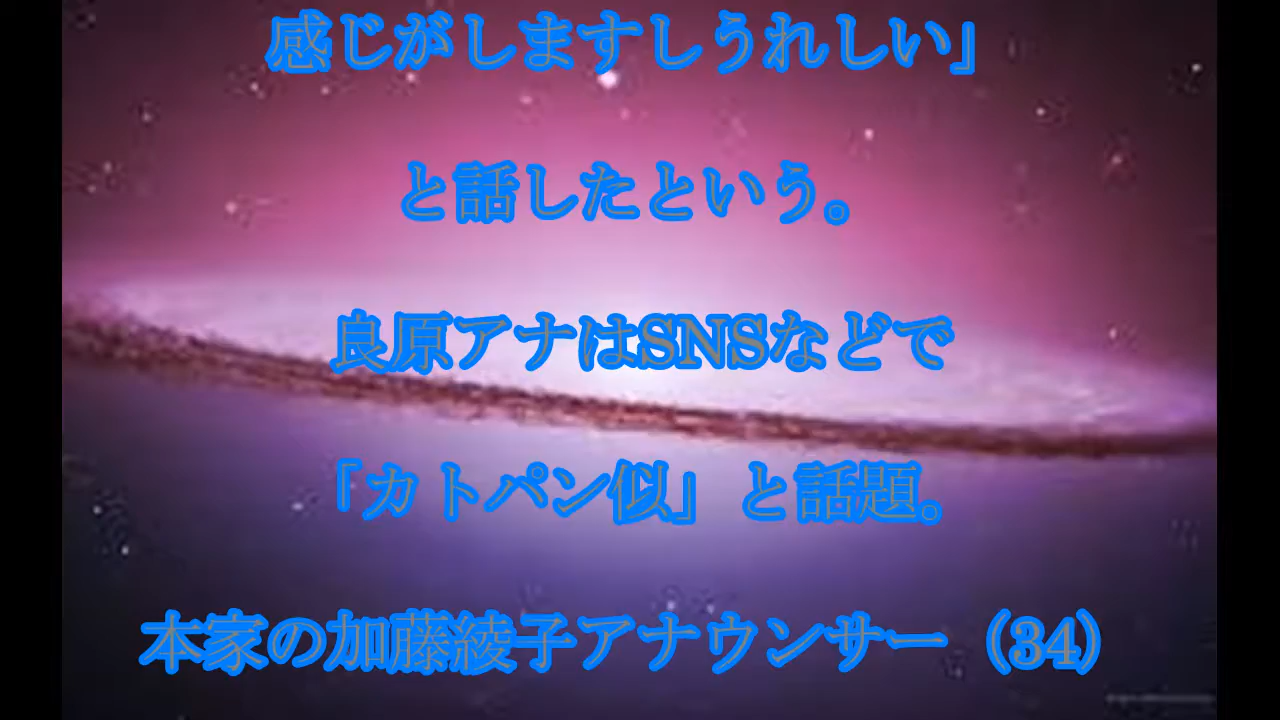 感じがしますしうれしい」
と話したという。
良原アナはSNSなどで
「カトパン似」と話題。
本家の加藤綾子アナウンサー（34）